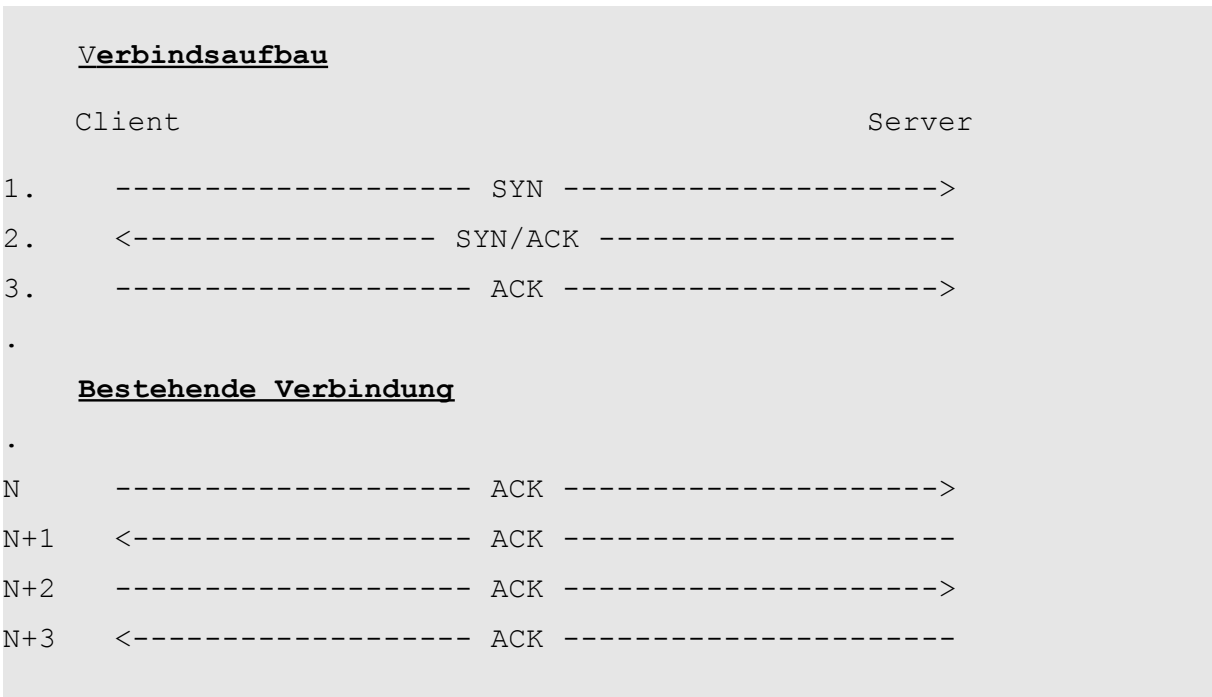 Verbindsaufbau
Client Server
1. -------------------- SYN --------------------->
2. <----------------- SYN/ACK --------------------
3. -------------------- ACK --------------------->
.
Bestehende Verbindung
.
N -------------------- ACK --------------------->
N+1 <------------------- ACK ----------------------
N+2 -------------------- ACK --------------------->
N+3 <------------------- ACK ----------------------